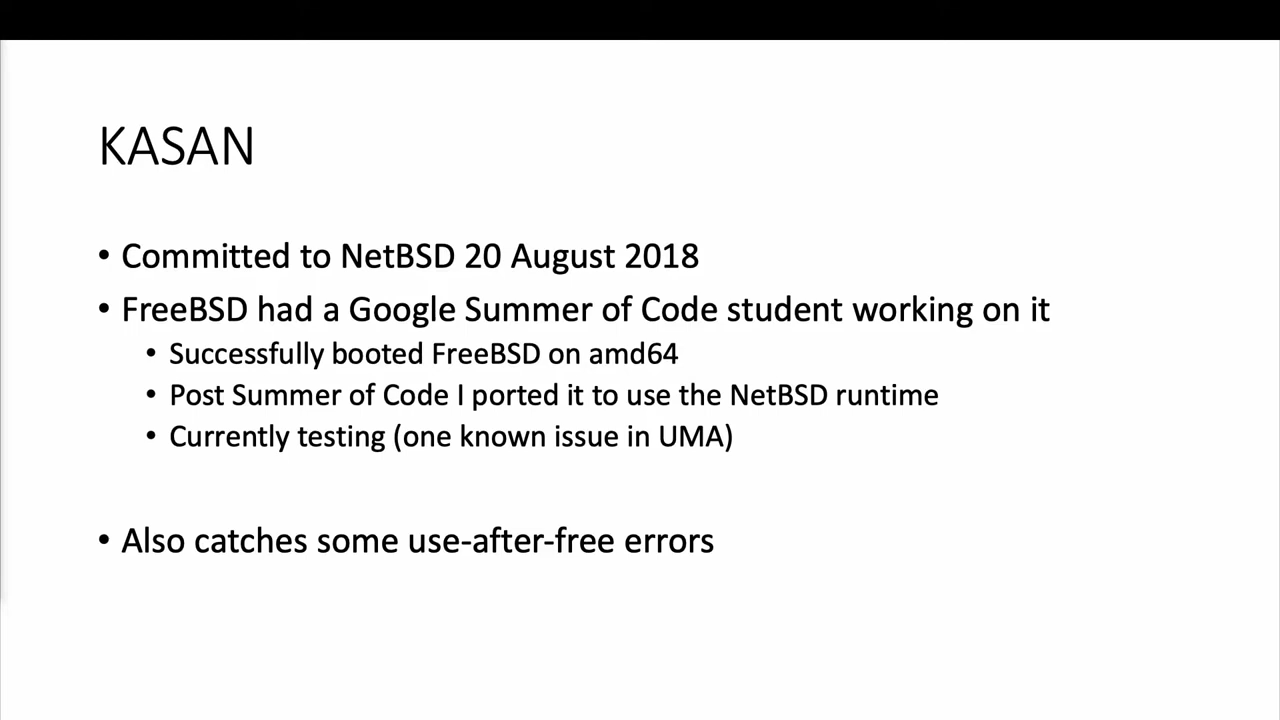 KASAN
• Committed to NetBSD 20 August 2018
• FreeBSD had a Google Summer of Code student working on it
• Successfully booted FreeBSD on amd64
• Post Summer of Code I ported it to use the NetBSD runtime
• Currently testing (one known issue in UMA)
• Also catches some use-after-free errors